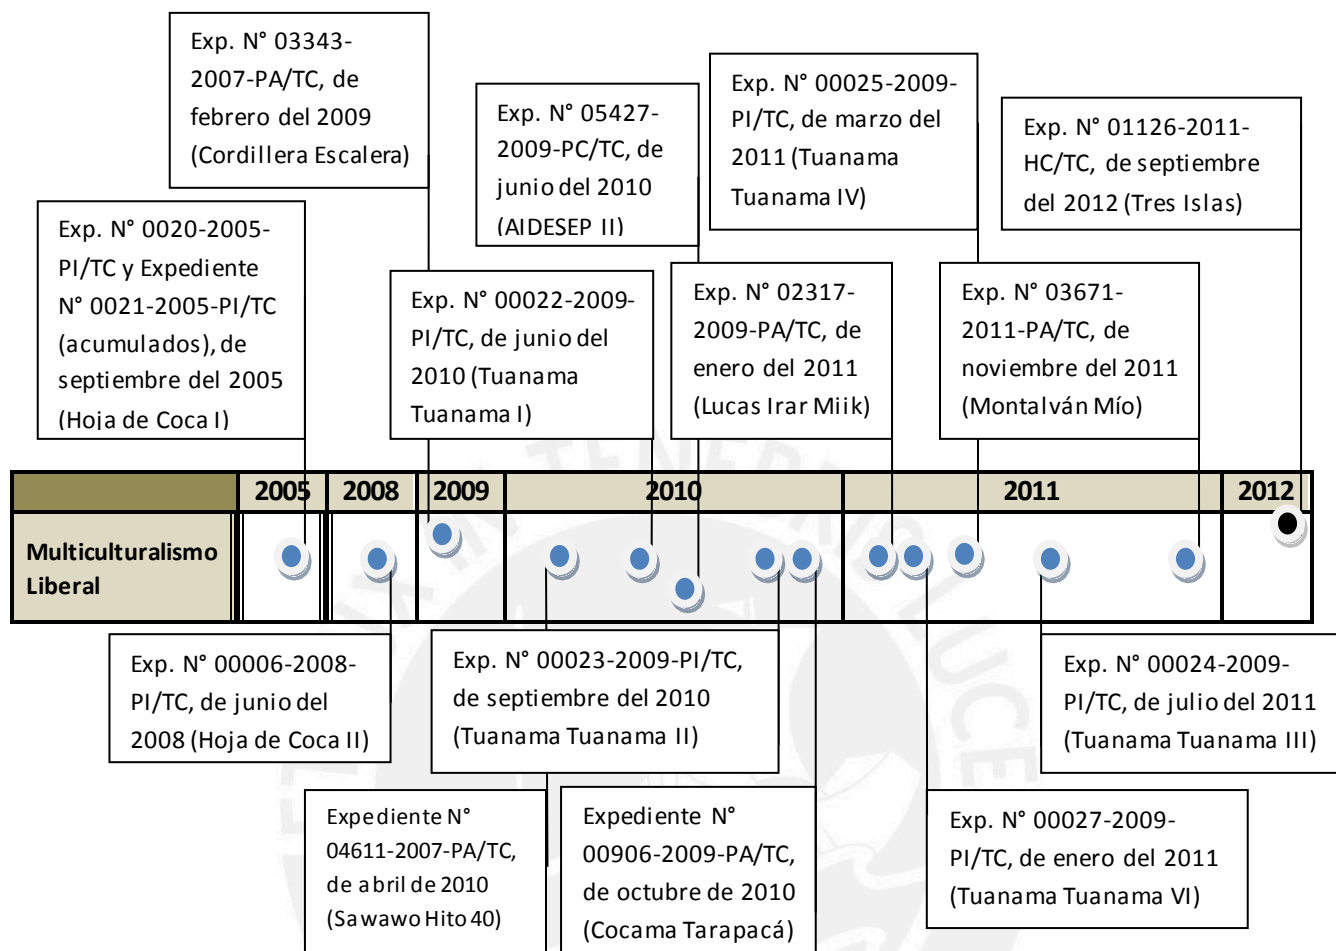 Exp. N° 03343-
2007-PA/TC, de
febrero del 2009
(Cordillera Escalera)
Exp. N° 05427-
2009-PC/TC, de
junio del 2010
(AIDESEP II)
Exp. N° 00025-2009-
PI/TC, de marzo del
2011 (Tuanama
Tuanama IV)
Exp. N° 01126-2011-
HC/TC, de septiembre
del 2012 (Tres Islas)
Exp. N° 0020-2005-
PI/TC y Expediente
N° 0021-2005-PI/TC
(acumulados), de
septiembre del 2005
(Hoja de Coca I)
Exp. N° 00022-2009-
PI/TC, de junio del
2010 (Tuanama
Tuanama I)
Exp. N° 02317-
2009-PA/TC, de
enero del 2011
(Lucas Irar Miik)
Exp. N° 03671-
2011-PA/TC, de
noviembre del 2011
(Montalván Mío)
2005 2008 2009 2010 2011 2012
Multiculturalismo
Liberal
Exp. N° 00006-2008-
PI/TC, de junio del
2008 (Hoja de Coca II)
Exp. N° 00023-2009-PI/TC,
de septiembre del 2010
(Tuanama Tuanama II)
Exp. N° 00024-2009-
PI/TC, de julio del 2011
(Tuanama Tuanama III)
Expediente N°
04611-2007-PA/TC,
de abril de 2010
(Sawawo Hito 40)
Expediente N°
00906-2009-PA/TC,
de octubre de 2010
(Cocama Tarapacá)
Exp. N° 00027-2009-
PI/TC, de enero del 2011
(Tuanama Tuanama VI)
TENEBRIS LUCE